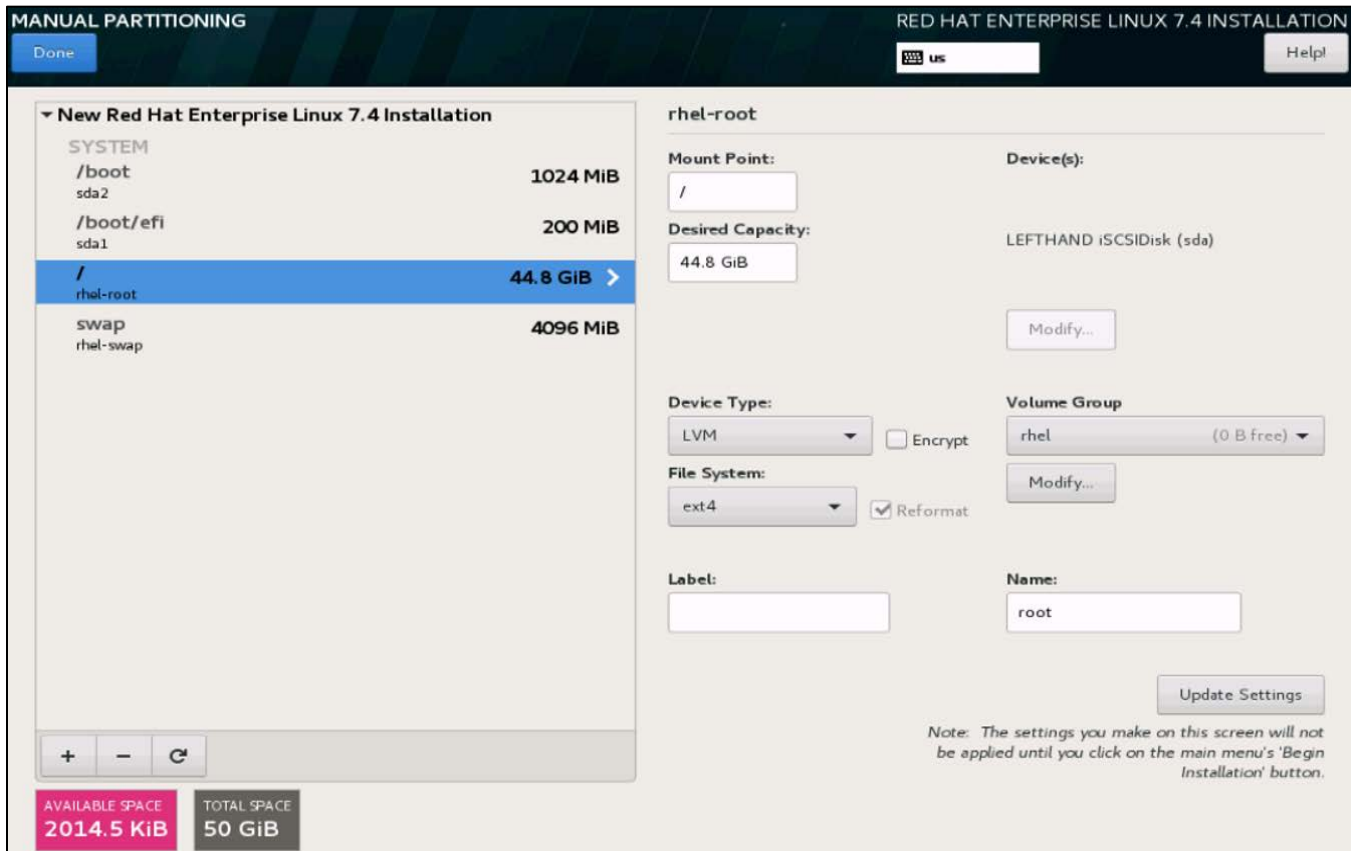 MANUAL PARTITIONING
RED HAT ENTERPRISE LINUX 7.4 INSTALLATION
Done
us
Help!
New Red Hat Enterprise Linux 7.4 Installation
SYSTEM
/boot
1024 MiB
sda2
/boot/efi
200 MiB
sda1
/
44.8 GiB
rhel-root
swap
4096 MiB
rhel-swap
+ −
AVAILABLE SPACE
2014.5 KiB
TOTAL SPACE
50 GiB
rhel-root
Mount Point:
/
Device(s):
Desired Capacity:
44.8 GiB
LEFTHAND iSCSIDisk (sda)
Modify...
Device Type:
LVM
Encrypt
Volume Group
rhel (0 B free)
File System:
ext4
Reformat
Modify...
Label:
Name:
root
Update Settings
Note: The settings you make on this screen will not
be applied until you click on the main menu's 'Begin
Installation' button.